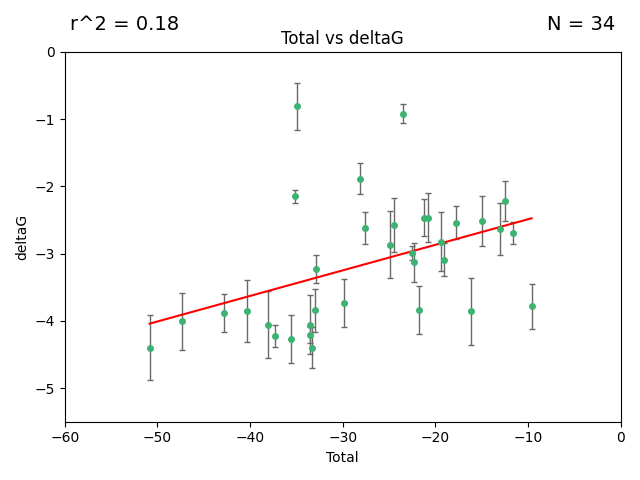 r^2 = 0.18
N = 34
Total vs deltaG
0
−1
−2
−3
−4
−5
deltaG
−60
−50
−40
−30
−20
−10
0
Total